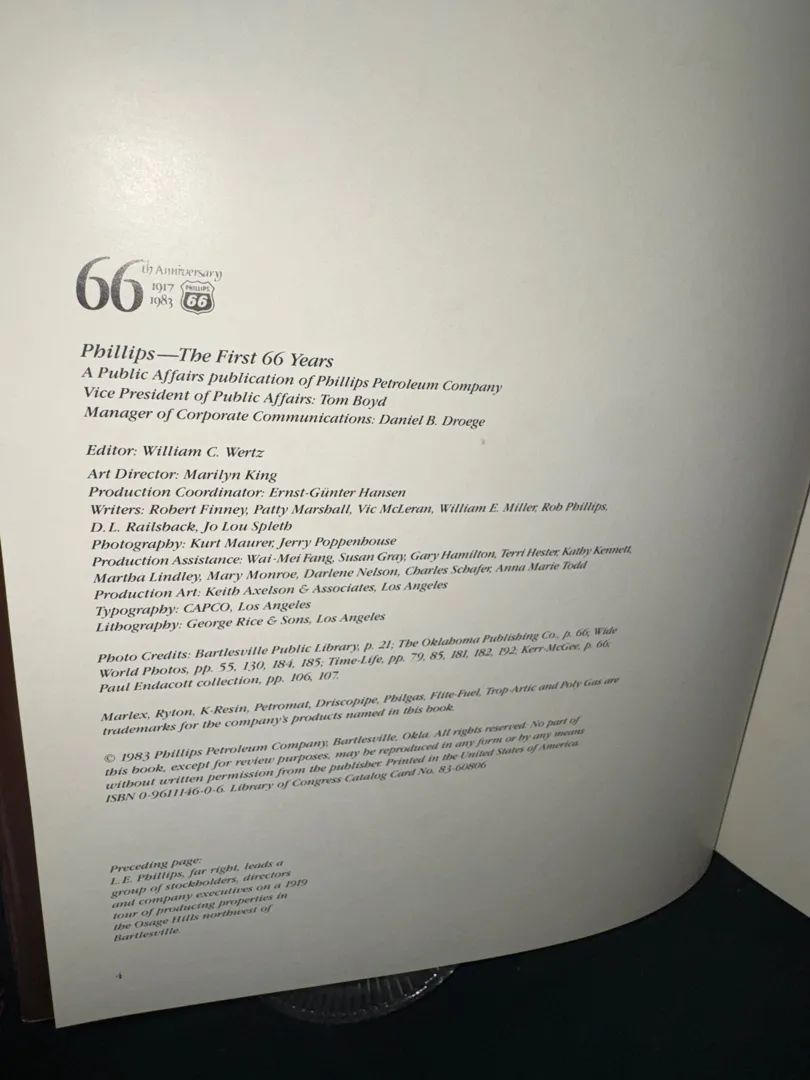 66th Anniversary
1917
1983
PHILLIPS
66
Phillips—The First 66 Years
A Public Affairs publication of Phillips Petroleum Company
Vice President of Public Affairs: Tom Boyd
Manager of Corporate Communications: Daniel B. Droege
Editor: William C. Wertz
Art Director: Marilyn King
Production Coordinator: Ernst-Günter Hansen
Writers: Robert Finney, Patty Marshall, Vic McLeran, William E. Miller, Rob Phillips,
D.L. Railsback, Jo Lou Spleth
Photography: Kurt Maurer, Jerry Poppenhouse
Production Assistance: Wai-Mei Fang, Susan Gray, Gary Hamilton, Terri Hester, Kathy Kennett,
Martha Lindley, Mary Monroe, Darlene Nelson, Charles Schafer, Anna Marie Todd
Production Art: Keith Axelson & Associates, Los Angeles
Typography: CAPCO, Los Angeles
Lithography: George Rice & Sons, Los Angeles
Photo Credits: Bartlesville Public Library, p. 21; The Oklahoma Publishing Co., p. 66; Wide
World Photos, pp. 55, 130, 184, 185; Time-Life, pp. 79, 85, 181, 182, 192; Kerr-McGee, p. 66;
Paul Endacott collection, pp. 106, 107.
Marlex, Ryton, K-Resin, Petromat, Driscopipe, Philgas, Flite-Fuel, Trop-Artic and Poly Gas are
trademarks for the company's products named in this book.
© 1983 Phillips Petroleum Company, Bartlesville, Okla. All rights reserved. No part of
this book, except for review purposes, may be reproduced in any form or by any means
without written permission from the publisher. Printed in the United States of America.
ISBN 0-9611146-0-6. Library of Congress Catalog Card No. 83-60806
Preceding page:
L.E. Phillips, far right, leads a
group of stockholders, directors
and company executives on a 1919
tour of producing properties in
the Osage Hills northwest of
Bartlesville.
4